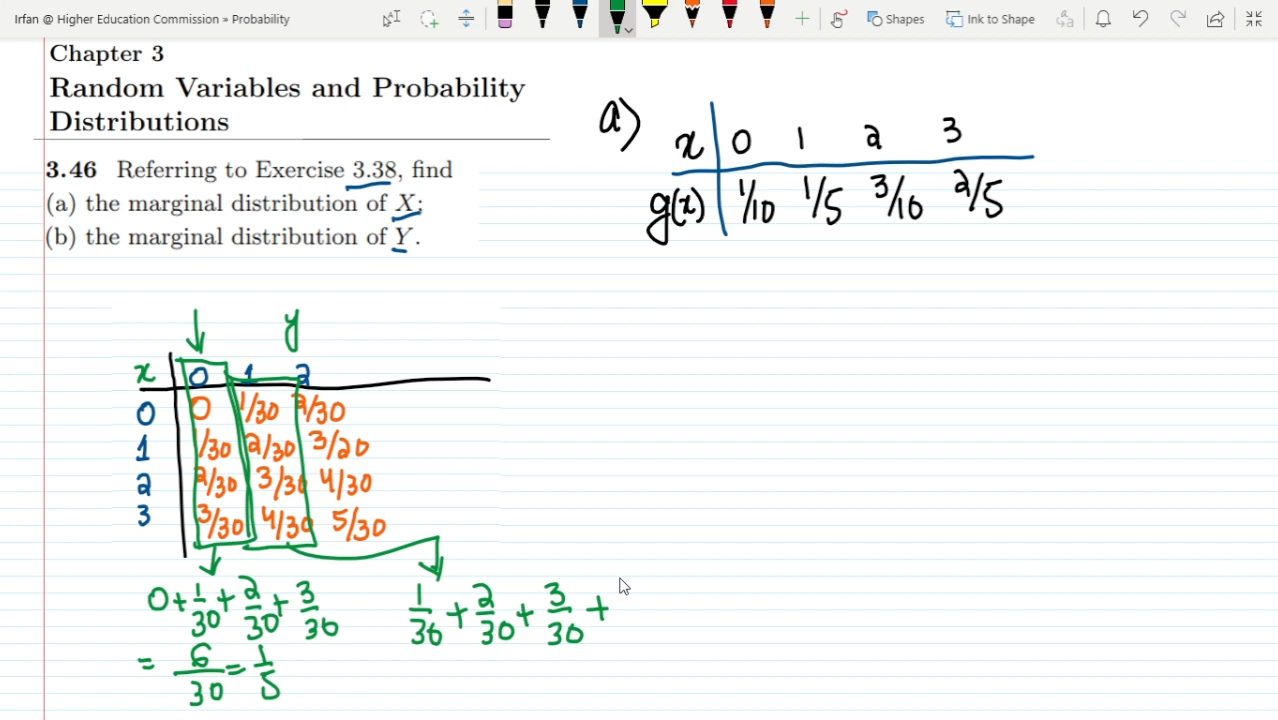 Irfan @ Higher Education Commission » Probability
Shapes
Ink to Shape
Chapter 3
Random Variables and Probability
Distributions
3.46 Referring to Exercise 3.38, find
(a) the marginal distribution of X;
(b) the marginal distribution of Y.
a)
x 0 1 2 3
g(x) 1/10 1/5 3/10 2/5
y
x 0 1 2
0 0 1/30 2/30
1 1/30 2/30 3/20
2 2/30 3/30 4/30
3 3/30 4/30 5/30
0 + 1/30 + 2/30 + 3/30
= 6/30 = 1/5
1/30 + 2/30 + 3/30 +